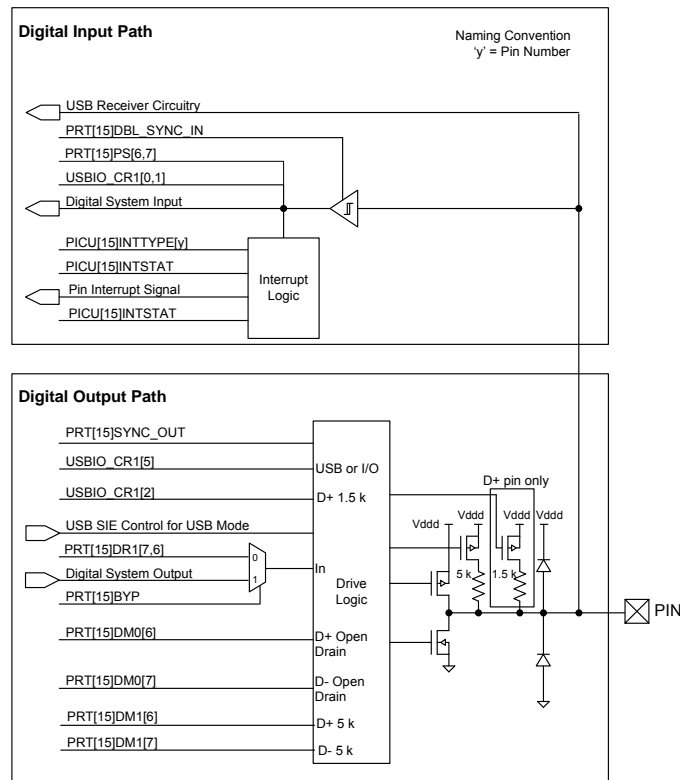 Digital Input Path
Naming Convention
'y' = Pin Number
USB Receiver Circuitry
PRT[15]DBL_SYNC_IN
PRT[15]PS[6,7]
USBIO_CR1[0,1]
Digital System Input
PICU[15]INTTYPE[y]
PICU[15]INTSTAT
Pin Interrupt Signal
PICU[15]INTSTAT
Interrupt
Logic
Digital Output Path
PRT[15]SYNC_OUT
USBIO_CR1[5]
USB or I/O
USBIO_CR1[2]
D+ 1.5 k
D+ pin only
USB SIE Control for USB Mode
Vddd Vddd Vddd Vddd
PRT[15]DR1[7,6]
0
Digital System Output
1
In
PRT[15]BYP
Drive
Logic
5 k
1.5 k
PIN
PRT[15]DM0[6]
D+ Open
Drain
PRT[15]DM0[7]
D- Open
Drain
PRT[15]DM1[6]
D+ 5 k
PRT[15]DM1[7]
D- 5 k